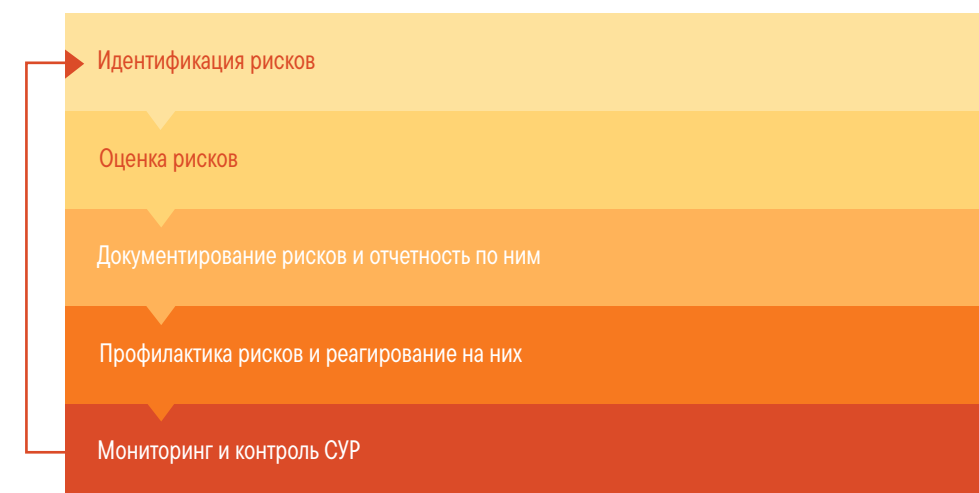 Идентификация рисков
Оценка рисков
Документирование рисков и отчетность по ним
Профилактика рисков и реагирование на них
Мониторинг и контроль СУР